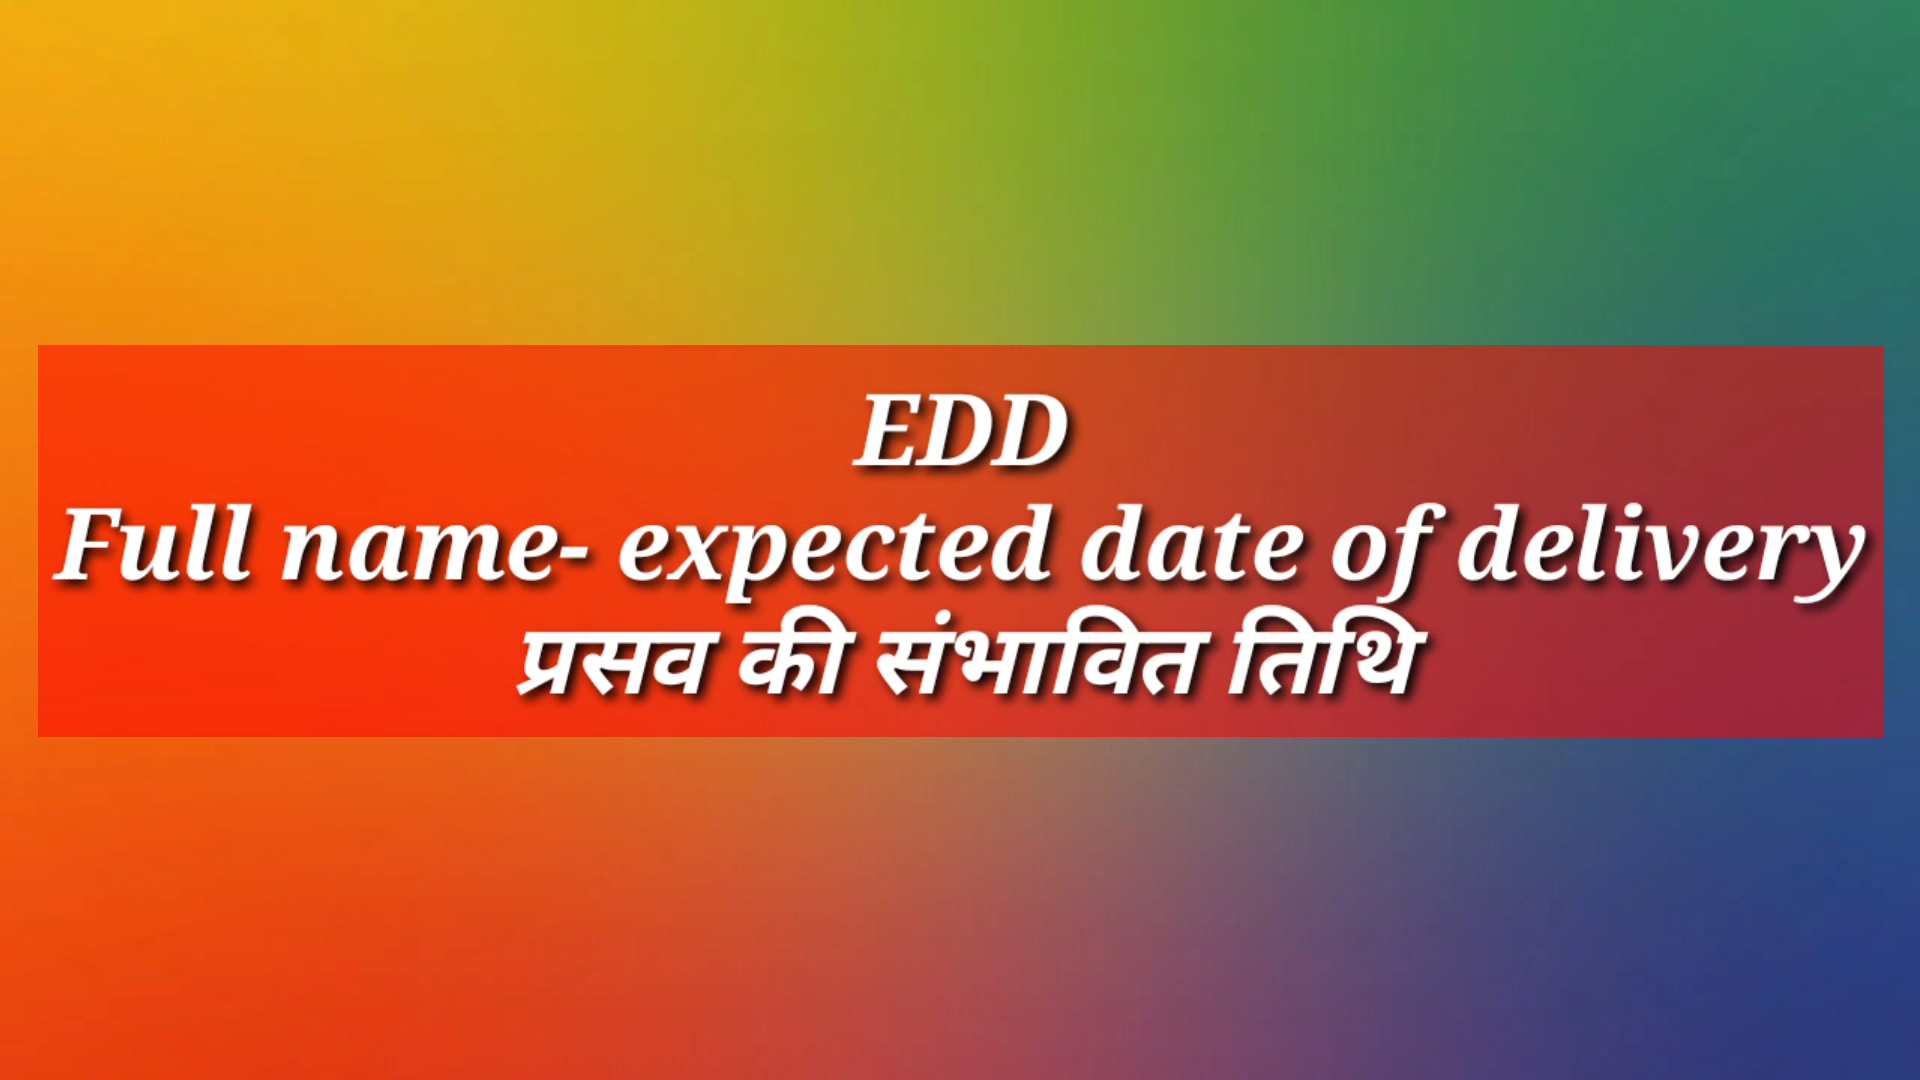 EDD
Full name- expected date of delivery
प्रसव की संभावित तिथि